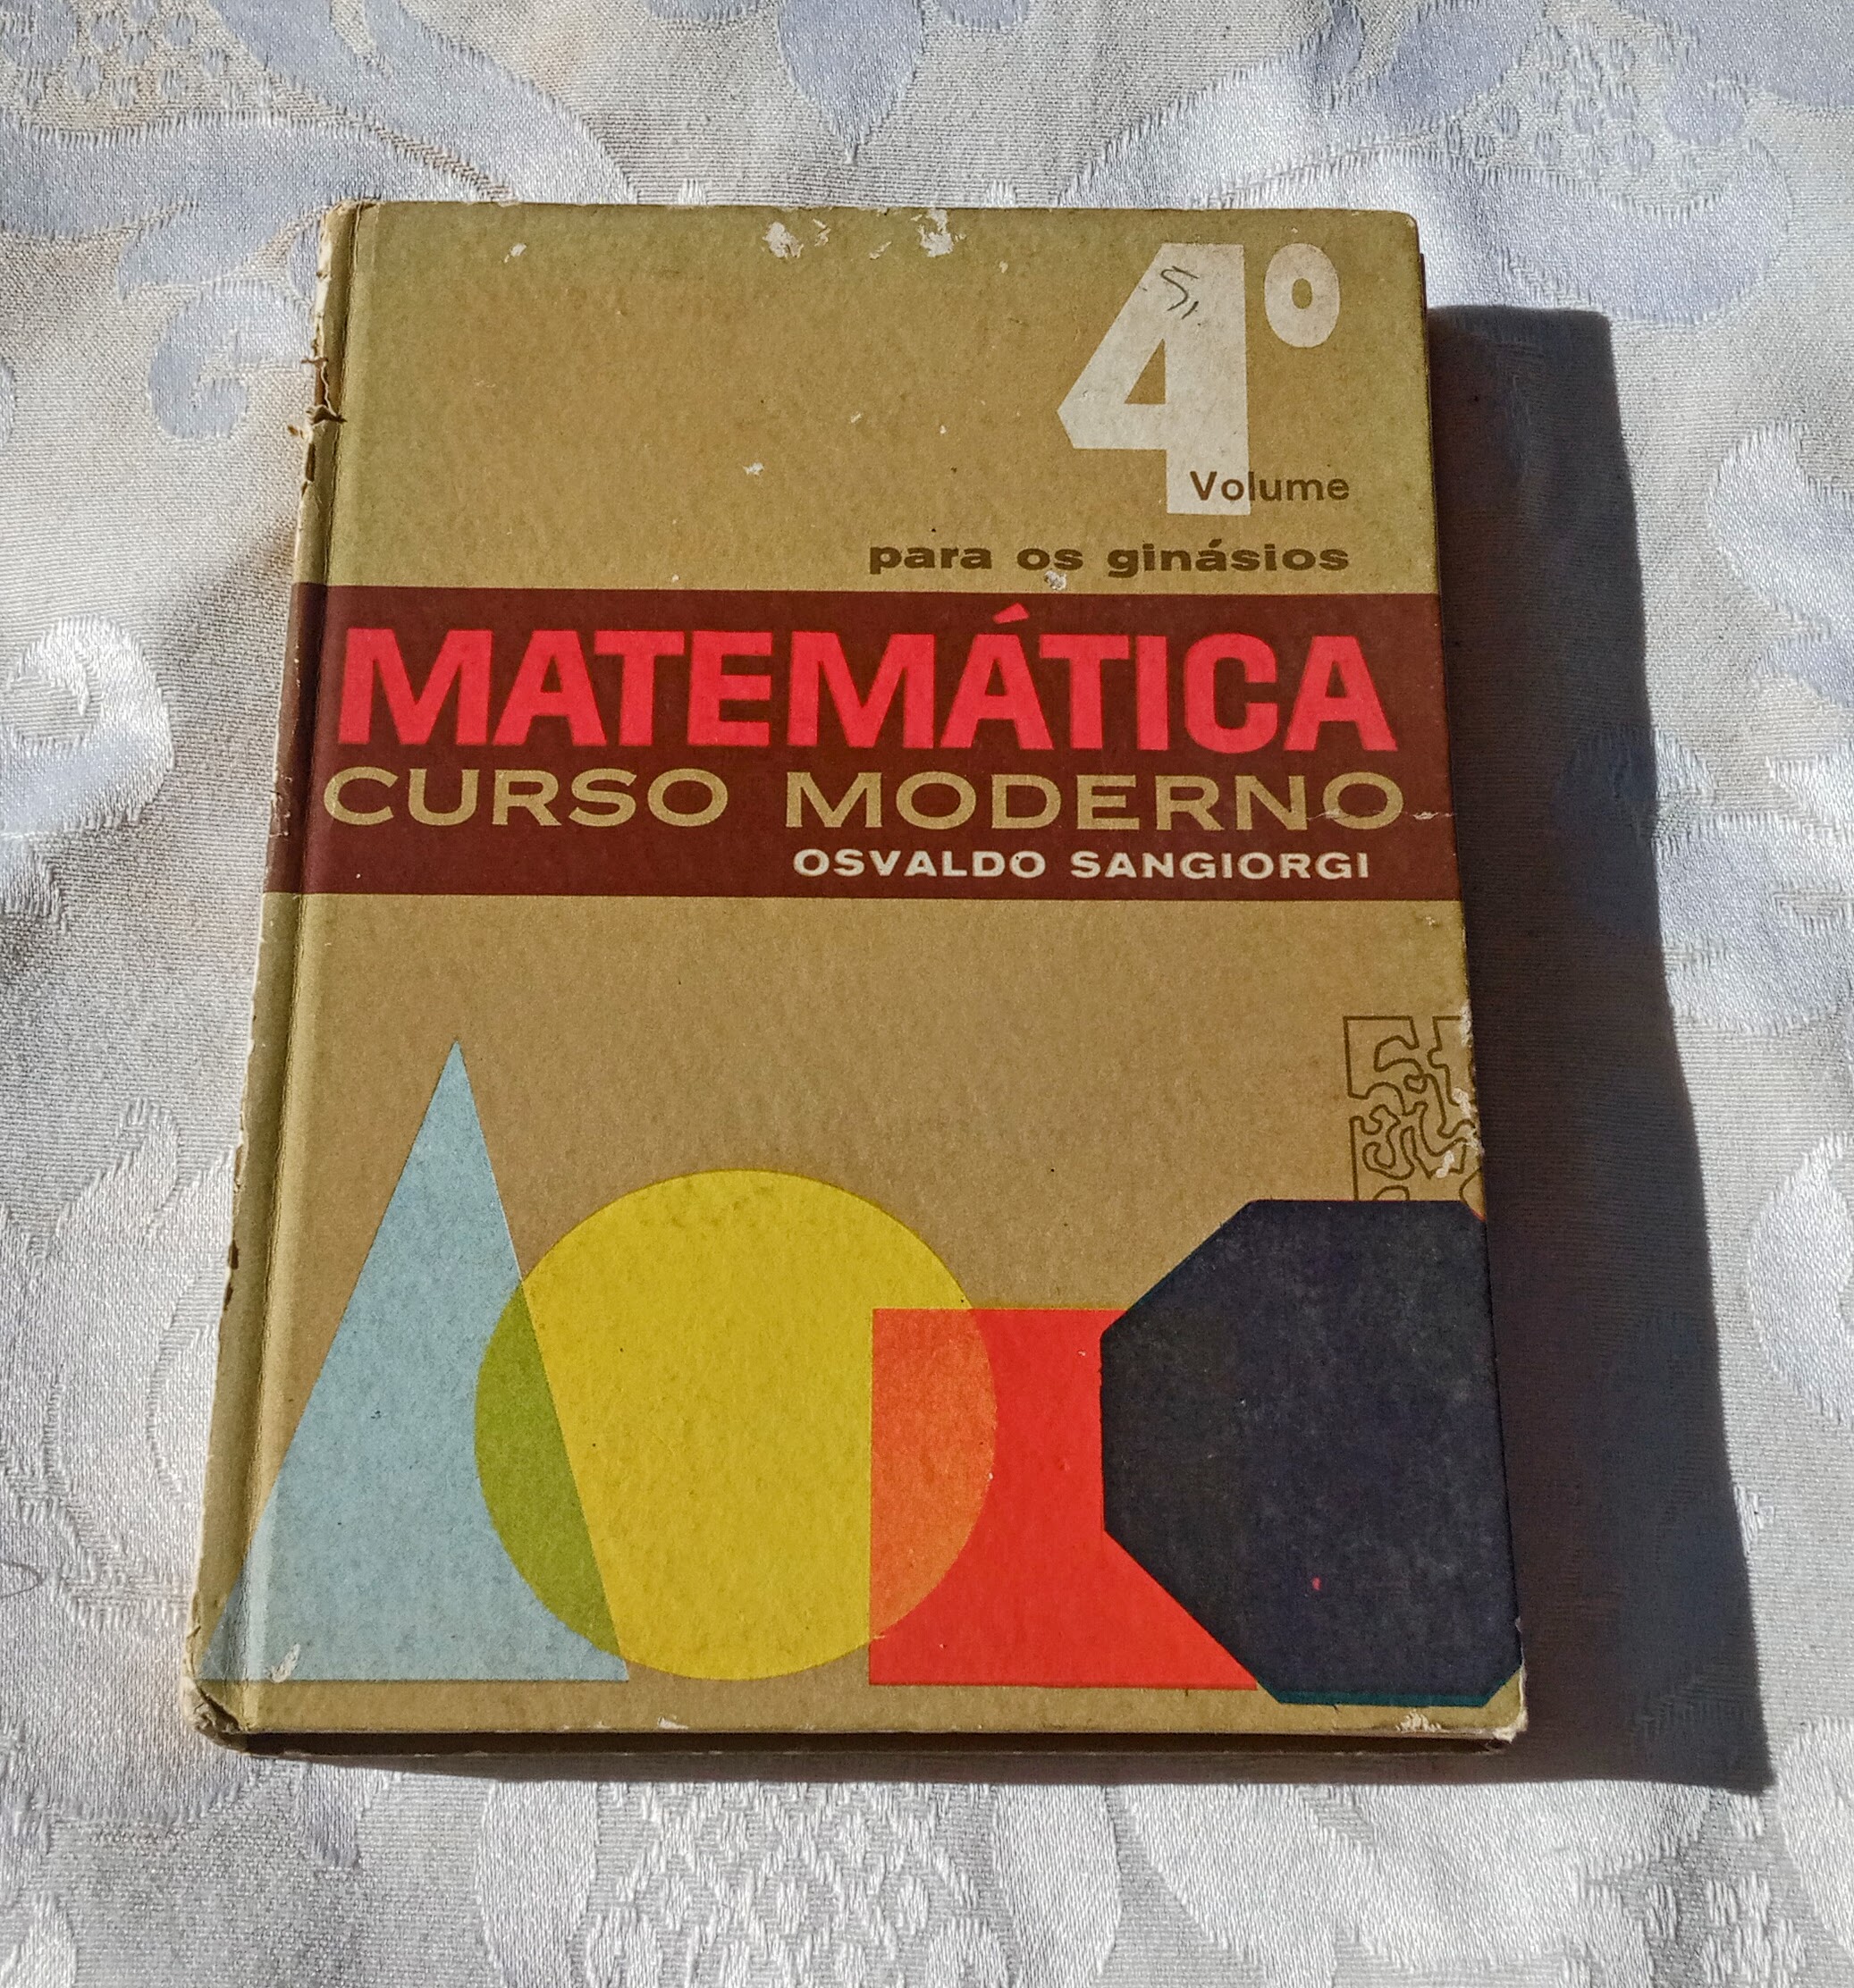 4º
Volume
para os ginásios
MATEMÁTICA
CURSO MODERNO
OSVALDO SANGIORGI